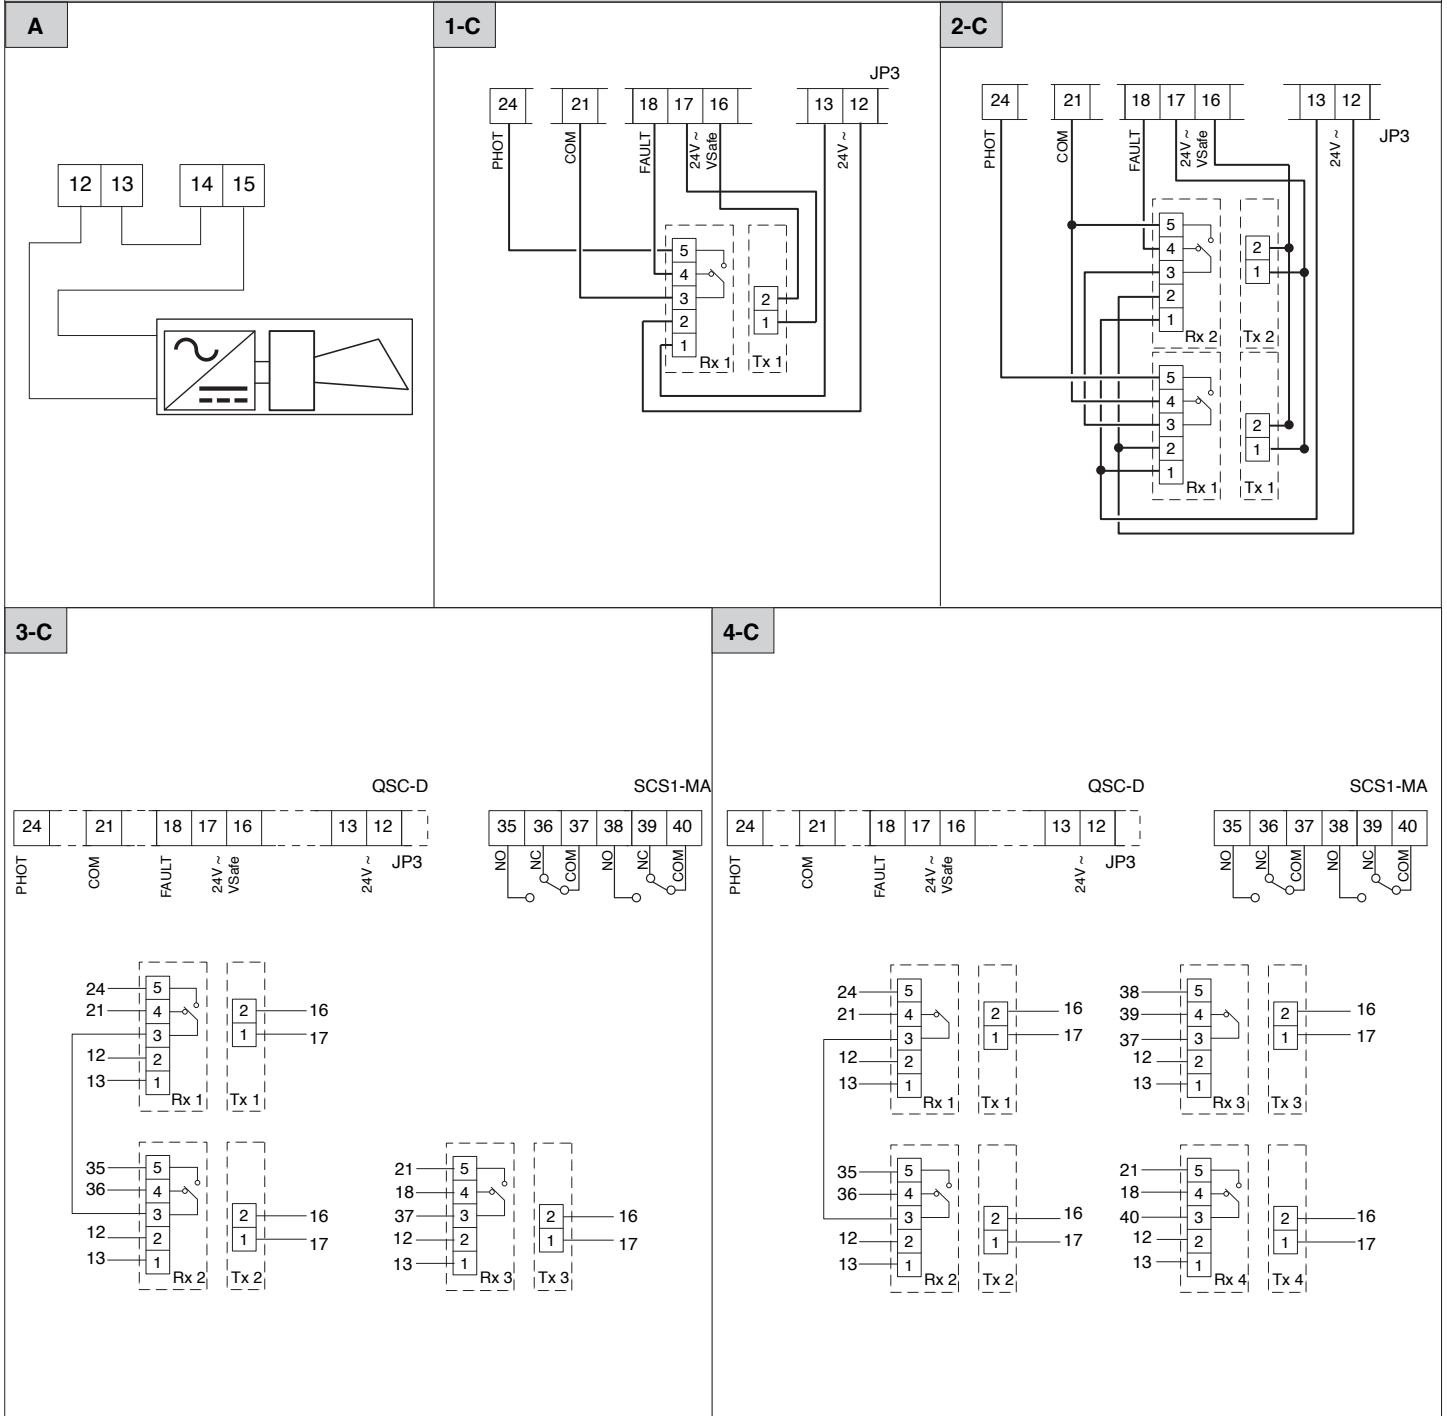 A
12 13 14 15
1-C
JP3
24 21 18 17 16 13 12
PHOT COM FAULT 24V ~ VSafe 24V ~
5
4
3
2
1
Rx 1
2
1
Tx 1
2-C
24 21 18 17 16 13 12
JP3
PHOT COM FAULT 24V ~ VSafe 24V ~
5
4
3
2
1
Rx 2
2
1
Tx 2
5
4
3
2
1
Rx 1
2
1
Tx 1
3-C
QSC-D SCS1-MA
24 21 18 17 16 13 12 35 36 37 38 39 40
JP3
PHOT COM FAULT 24V ~ VSafe 24V ~ NO NC COM NO NC COM
24 5
21 4
3
12 2
13 1
Rx 1
2 16
1 17
Tx 1
35 5
36 4
3
12 2
13 1
Rx 2
2 16
1 17
Tx 2
21 5
18 4
37 3
12 2
13 1
Rx 3
2 16
1 17
Tx 3
4-C
QSC-D SCS1-MA
24 21 18 17 16 13 12 35 36 37 38 39 40
JP3
PHOT COM FAULT 24V ~ VSafe 24V ~ NO NC COM NO NC COM
24 5
21 4
3
12 2
13 1
Rx 1
2 16
1 17
Tx 1
38 5
39 4
37 3
12 2
13 1
Rx 3
2 16
1 17
Tx 3
35 5
36 4
3
12 2
13 1
Rx 2
2 16
1 17
Tx 2
21 5
18 4
40 3
12 2
13 1
Rx 4
2 16
1 17
Tx 4